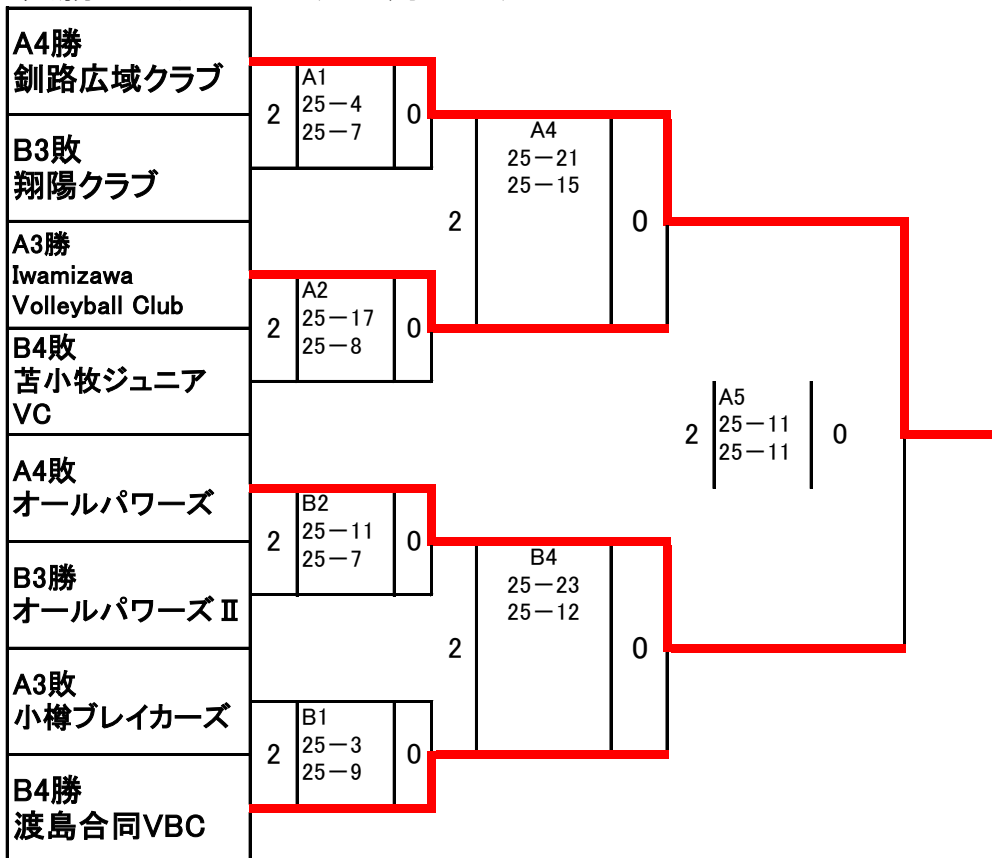 A4勝
釧路広域クラブ
B3敗
翔陽クラブ
A3勝
Iwamizawa
Volleyball Club
B4敗
苫小牧ジュニア
VC
A4敗
オールパワーズ
B3勝
オールパワーズⅡ
A3敗
小樽ブレイカーズ
B4勝
渡島合同VBC
2
A1
25－4
25－7
0
2
A2
25－17
25－8
0
2
B2
25－11
25－7
0
2
B1
25－3
25－9
0
2
A4
25－21
25－15
0
2
B4
25－23
25－12
0
2
A5
25－11
25－11
0